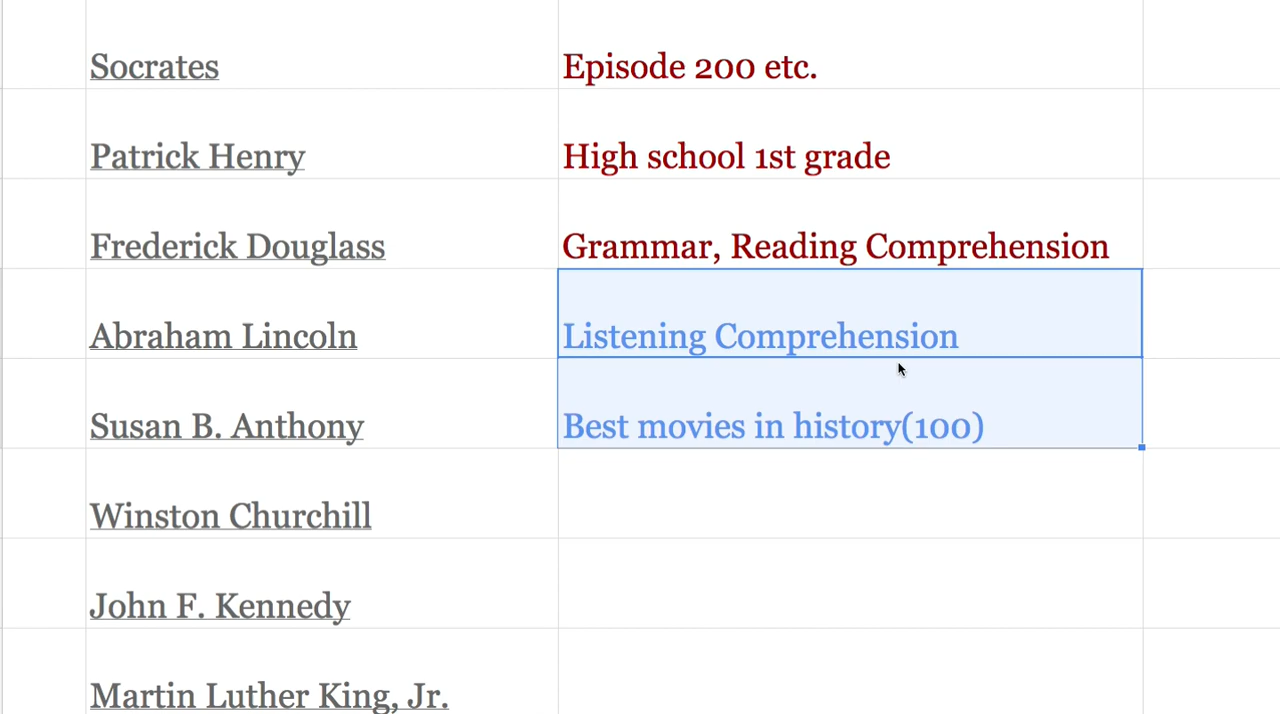 Socrates Episode 200 etc.
Patrick Henry High school 1st grade
Frederick Douglass Grammar, Reading Comprehension
Abraham Lincoln Listening Comprehension
Susan B. Anthony Best movies in history(100)
Winston Churchill
John F. Kennedy
Martin Luther King, Jr.